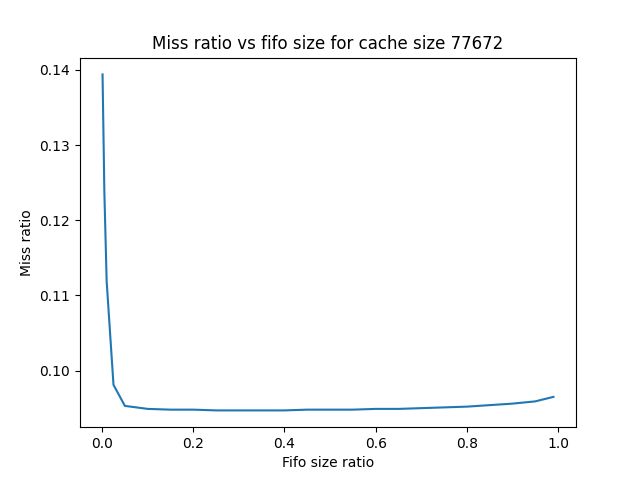 Miss ratio vs fifo size for cache size 77672
0.14
0.13
0.12
0.11
0.10
Miss ratio
0.0 0.2 0.4 0.6 0.8 1.0
Fifo size ratio